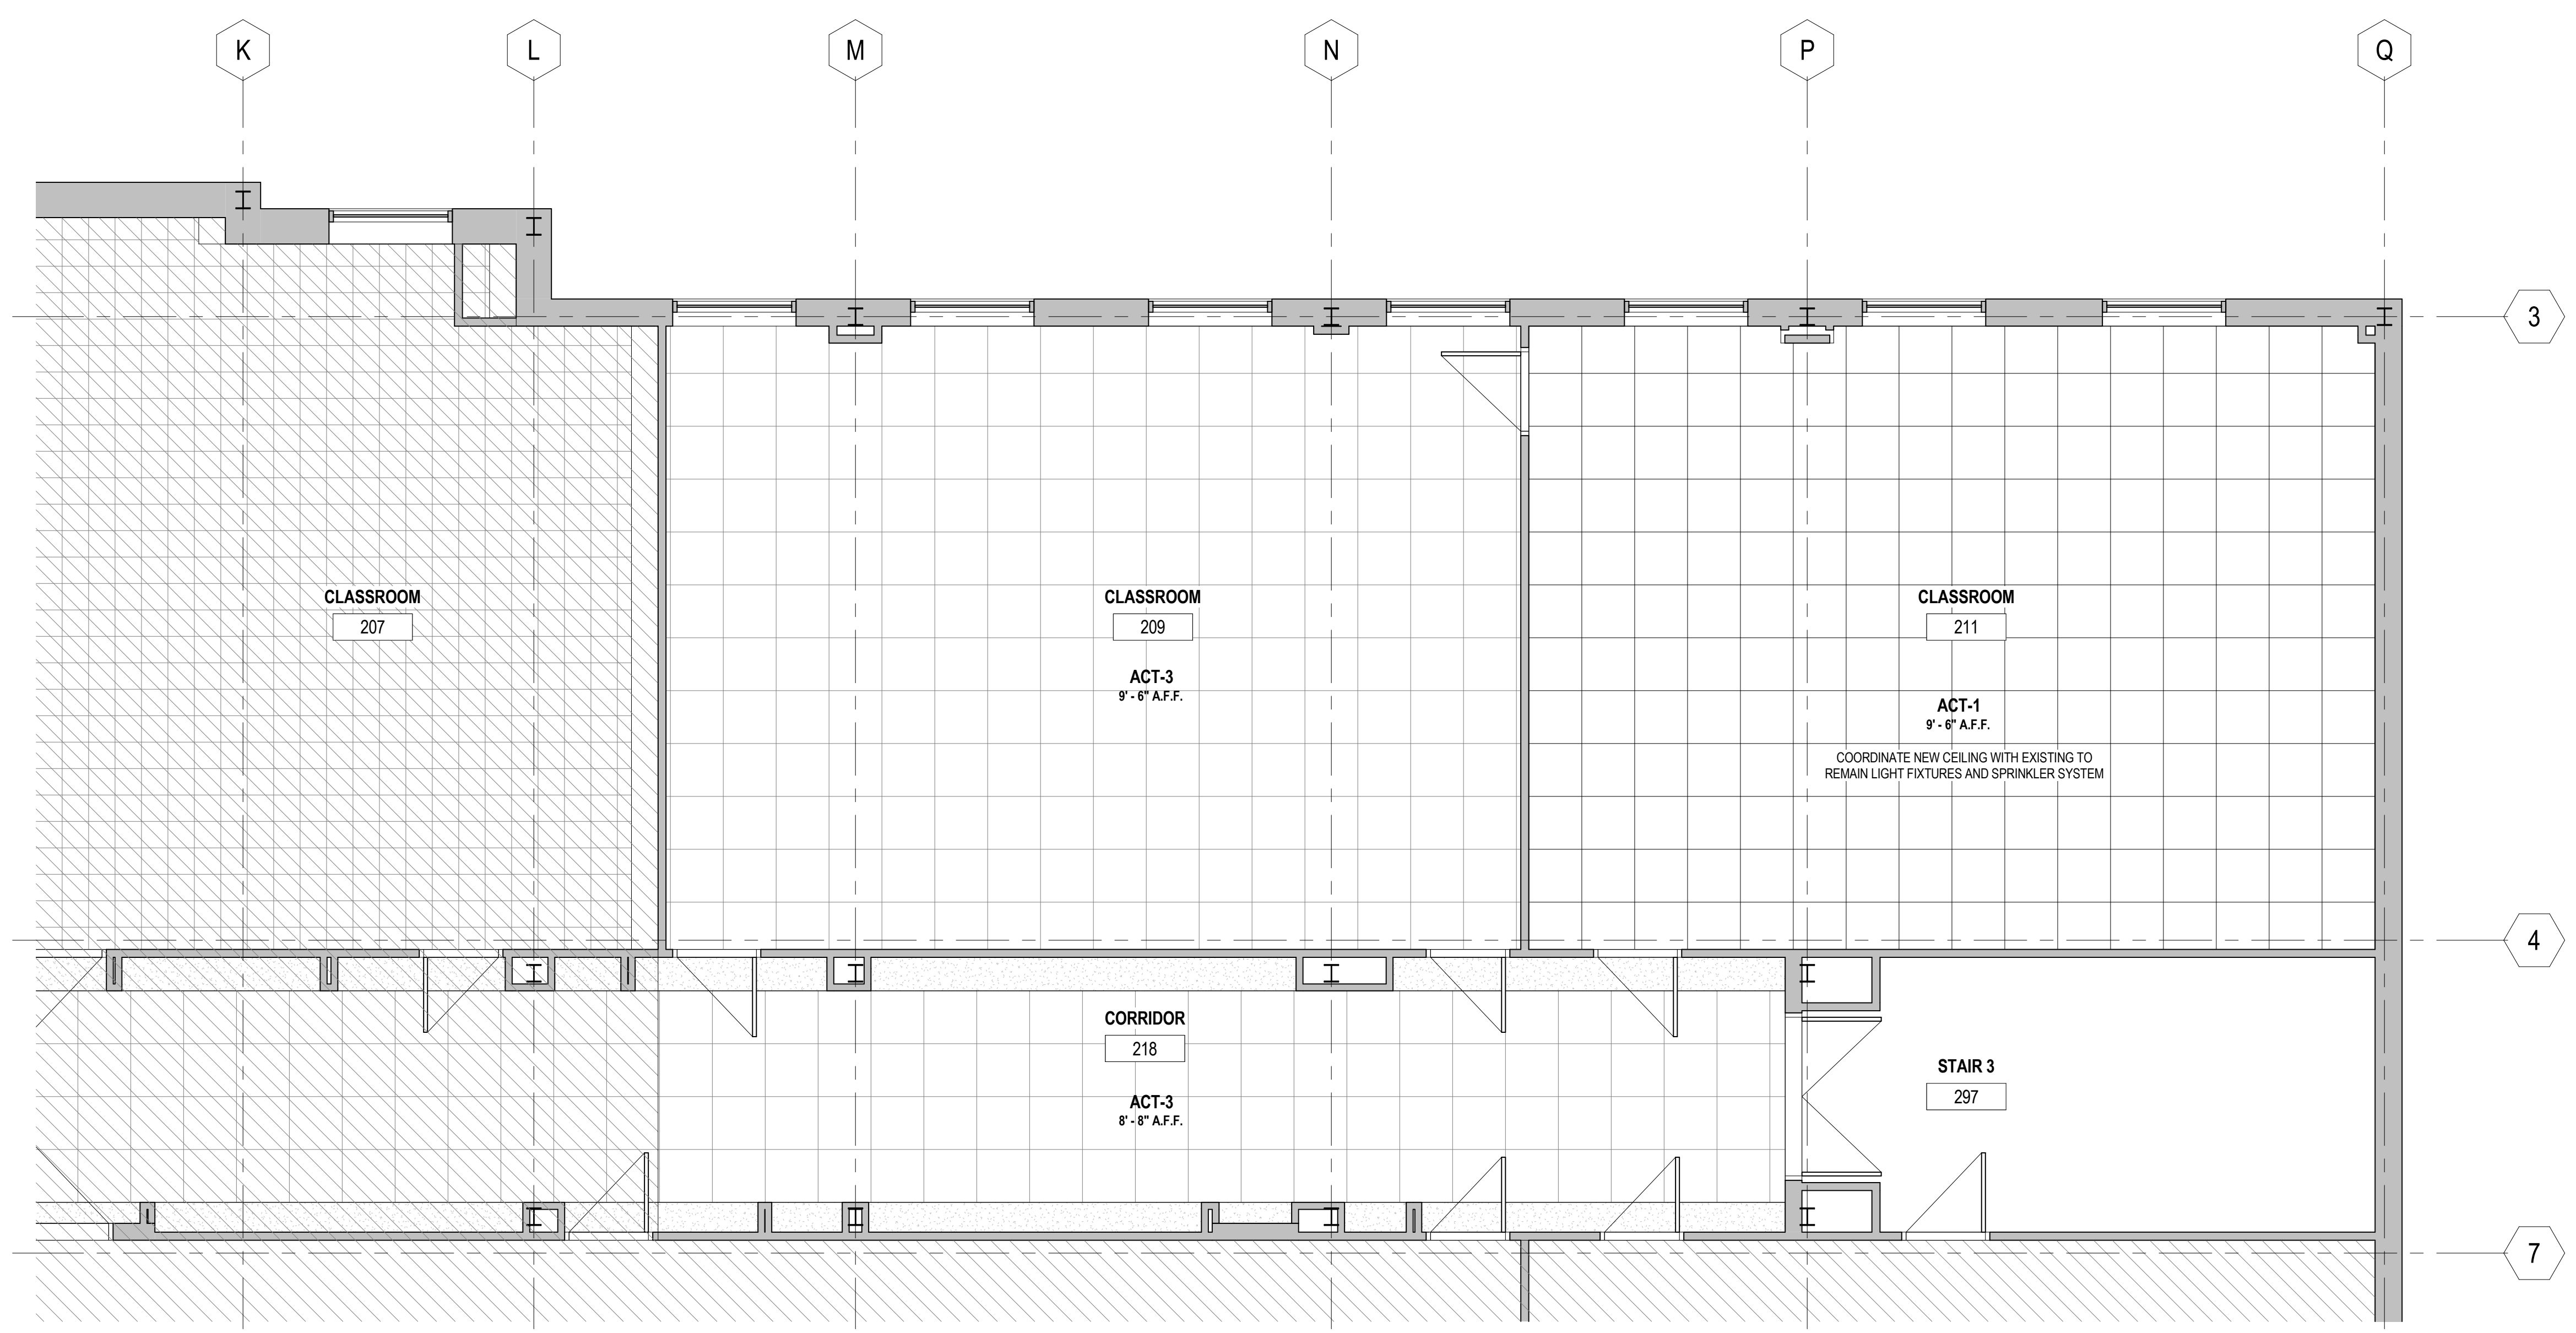 K
L
M
N
P
Q
3
CLASSROOM
207
CLASSROOM
209
ACT-3
9' - 6" A.F.F.
CLASSROOM
211
ACT-1
9' - 6" A.F.F.
COORDINATE NEW CEILING WITH EXISTING TO
REMAIN LIGHT FIXTURES AND SPRINKLER SYSTEM
4
CORRIDOR
218
ACT-3
8' - 8" A.F.F.
STAIR 3
297
7